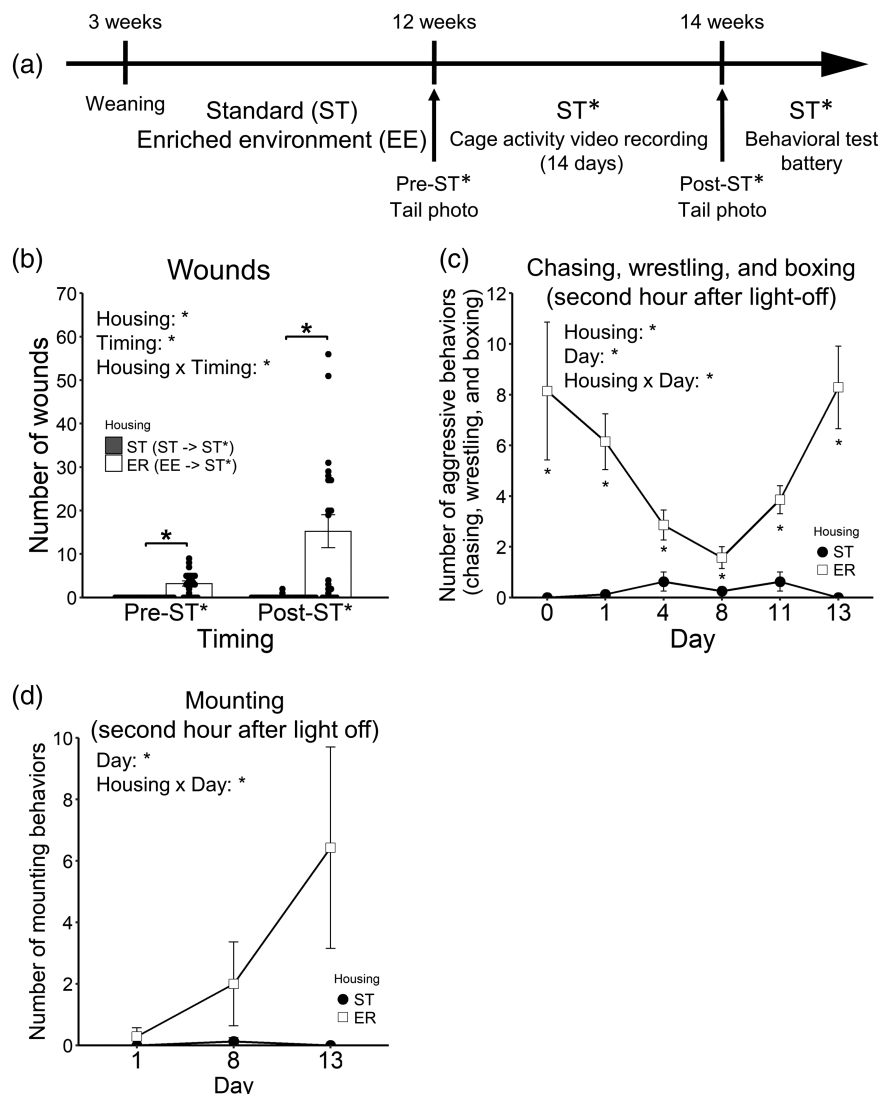 (a)
3 weeks
12 weeks
14 weeks
Weaning
Standard (ST)
Enriched environment (EE)
ST*
Cage activity video recording
(14 days)
ST*
Behavioral test
battery
Pre-ST*
Tail photo
Post-ST*
Tail photo
(b)
Wounds
Number of wounds
70
60
50
40
30
20
10
0
Housing: *
Timing: *
Housing x Timing: *
Housing
ST (ST -> ST*)
ER (EE -> ST*)
*
*
Pre-ST*
Post-ST*
Timing
(c)
Chasing, wrestling, and boxing
(second hour after light-off)
Number of aggressive behaviors
(chasing, wrestling, and boxing)
12
10
8
6
4
2
0
Housing: *
Day: *
Housing x Day: *
*
*
*
*
*
*
Housing
ST
ER
0
1
4
8
11
13
Day
(d)
Mounting
(second hour after light off)
Number of mounting behaviors
10
8
6
4
2
0
Day: *
Housing x Day: *
Housing
ST
ER
1
8
13
Day